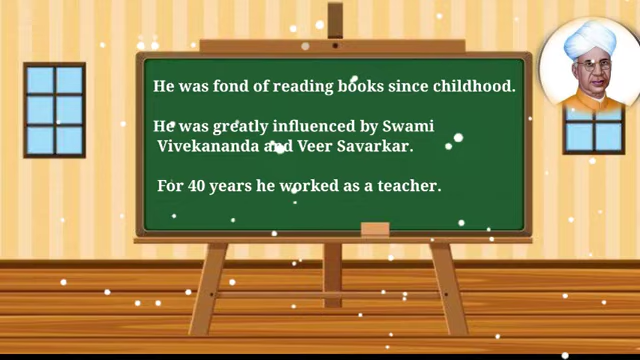 He was fond of reading books since childhood.
He was greatly influenced by Swami
Vivekananda and Veer Savarkar.
For 40 years he worked as a teacher.